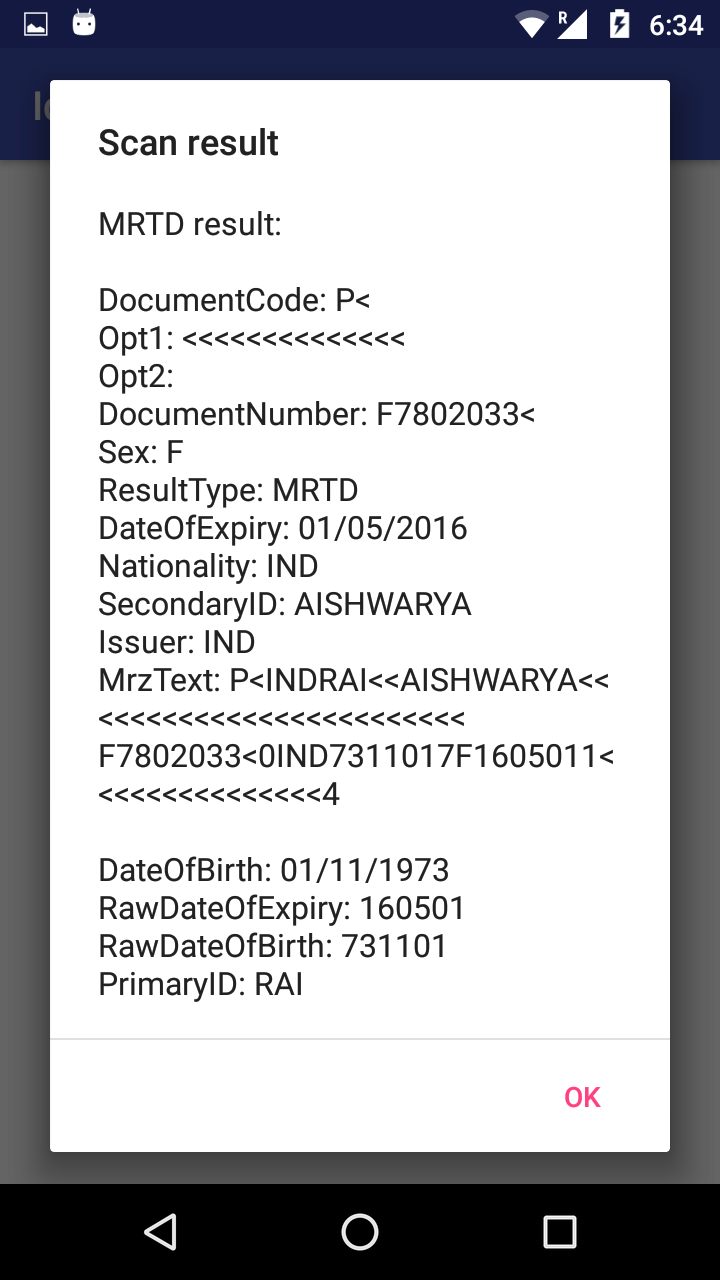 R
6:34
Scan result
MRTD result:
DocumentCode: P<
Opt1: <<<<<<<<<<<<<<
Opt2:
DocumentNumber: F7802033<
Sex: F
ResultType: MRTD
DateOfExpiry: 01/05/2016
Nationality: IND
SecondaryID: AISHWARYA
Issuer: IND
MrzText: P<INDRAI<<AISHWARYA<<
<<<<<<<<<<<<<<<<<<<<<<<
F7802033<0IND7311017F1605011<
<<<<<<<<<<<<<<4
DateOfBirth: 01/11/1973
RawDateOfExpiry: 160501
RawDateOfBirth: 731101
PrimaryID: RAI
OK